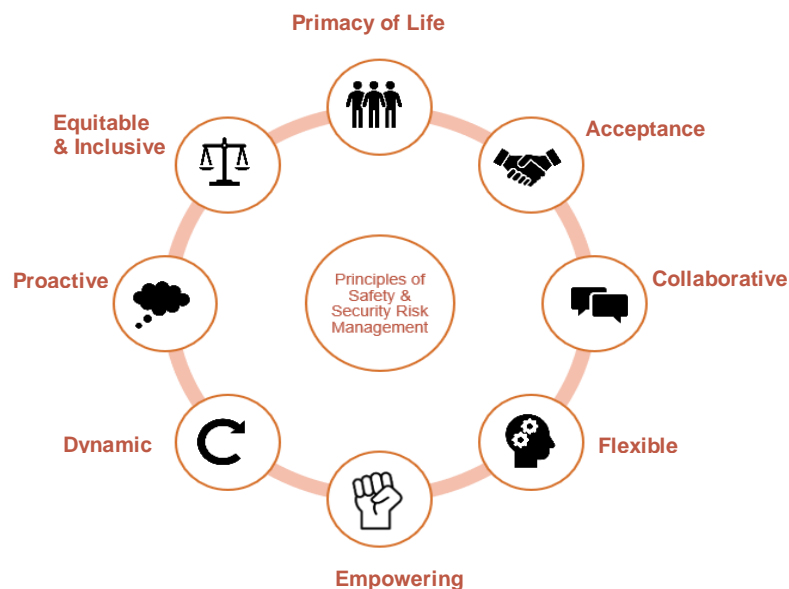 Primacy of Life
Equitable
& Inclusive
Acceptance
Proactive
Principles of
Safety &
Security Risk
Management
Collaborative
Dynamic
Flexible
Empowering